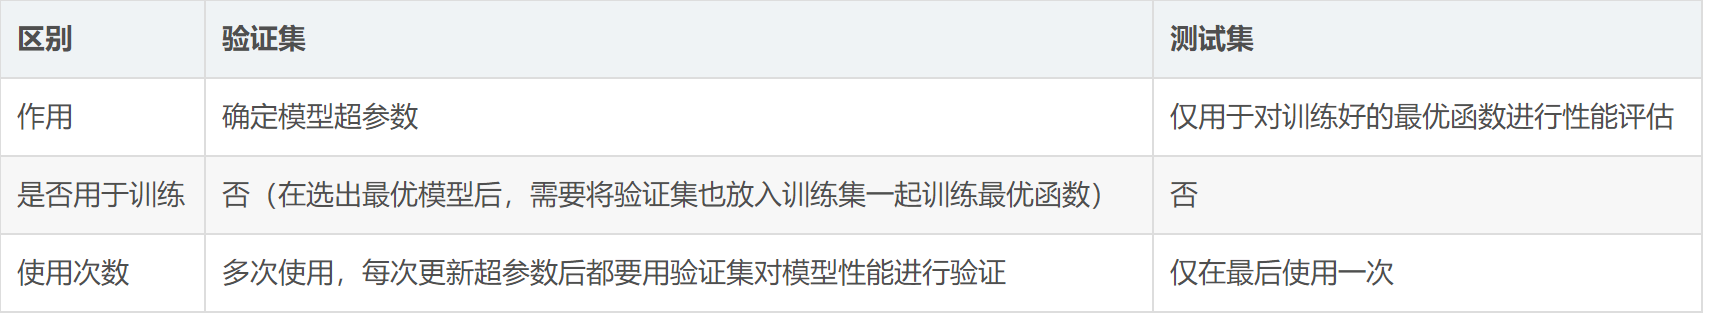 区别 验证集 测试集
作用 确定模型超参数 仅用于对训练好的最优函数进行性能评估
是否用于训练 否（在选出最优模型后，需要将验证集也放入训练集一起训练最优函数） 否
使用次数 多次使用，每次更新超参数后都要用验证集对模型性能进行验证 仅在最后使用一次